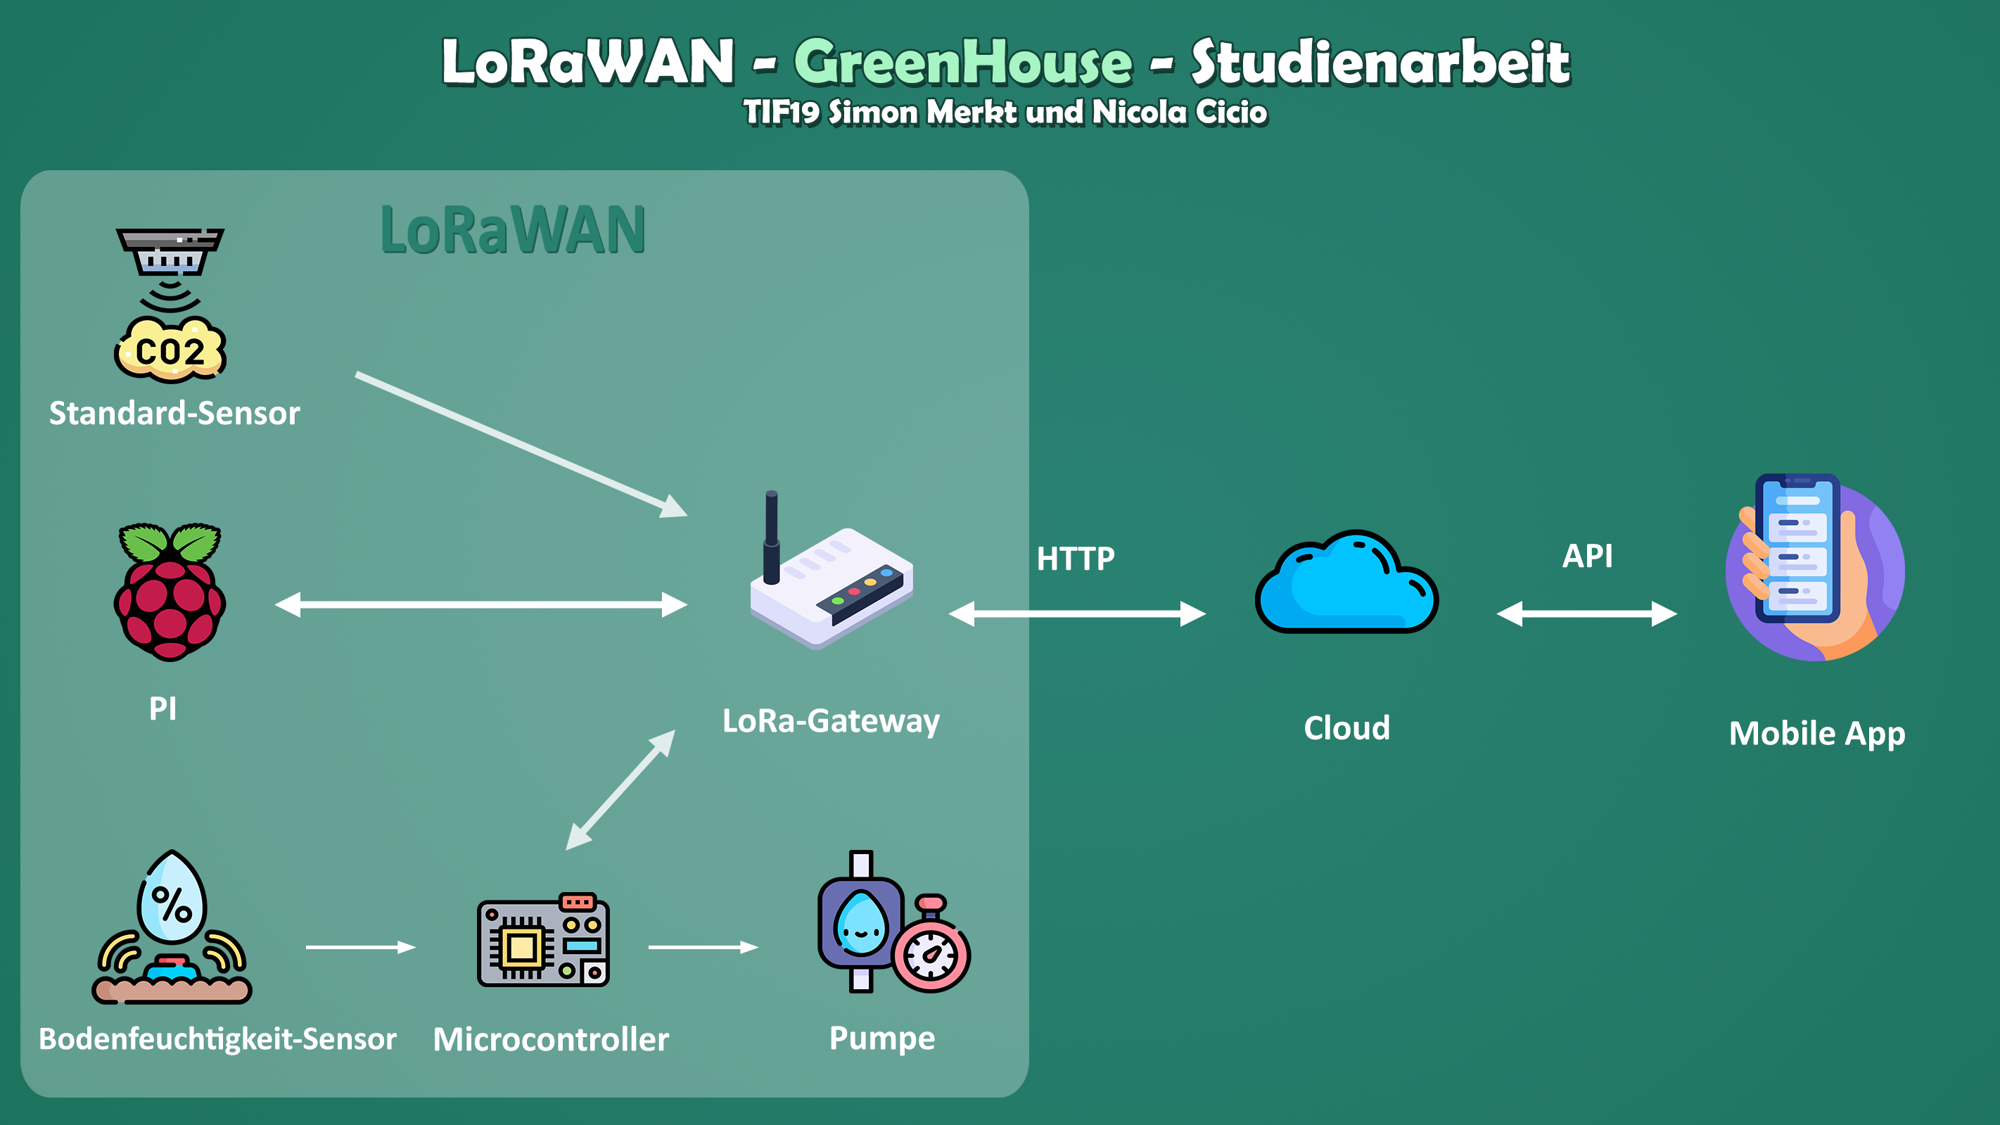 LoRaWAN - GreenHouse - Studienarbeit
TIF19 Simon Merkt und Nicola Cicio
LoRaWAN
CO2
Standard-Sensor
PI
LoRa-Gateway
HTTP
Cloud
API
Mobile App
%
Bodenfeuchtigkeit-Sensor
Microcontroller
Pumpe